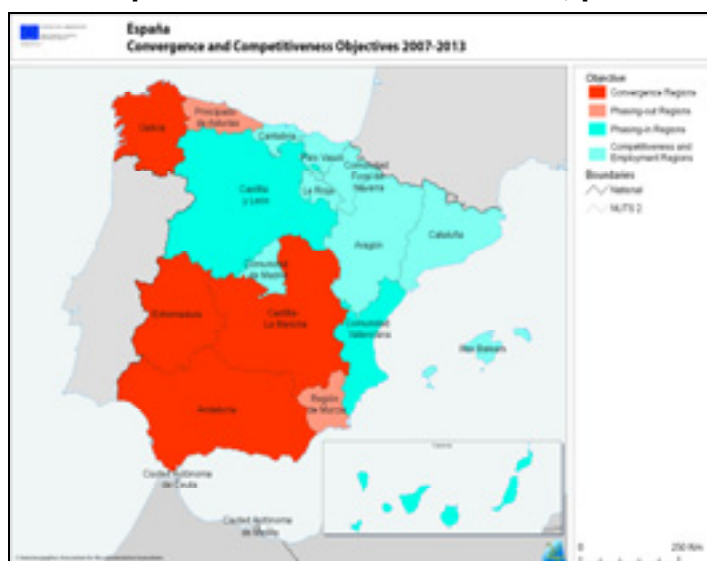 España
Convergence and Competitiveness Objectives 2007-2013
Objective
Convergence Regions
Phasing-out Regions
Phasing-in Regions
Competitiveness and
Employment Regions
Boundaries
National
NUTS 2
Galicia
Principado
de Asturias
Cantabria
País Vasco
Comunidad
Foral de
Navarra
La Rioja
Castilla
y León
Aragón
Cataluña
Comunidad
de Madrid
Castilla-
La Mancha
Extremadura
Comunidad
Valenciana
Illes Balears
Andalucía
Región
de Murcia
Ciudad Autónoma
de Ceuta
Ciudad Autónoma
de Melilla
Canarias
0
250 Km